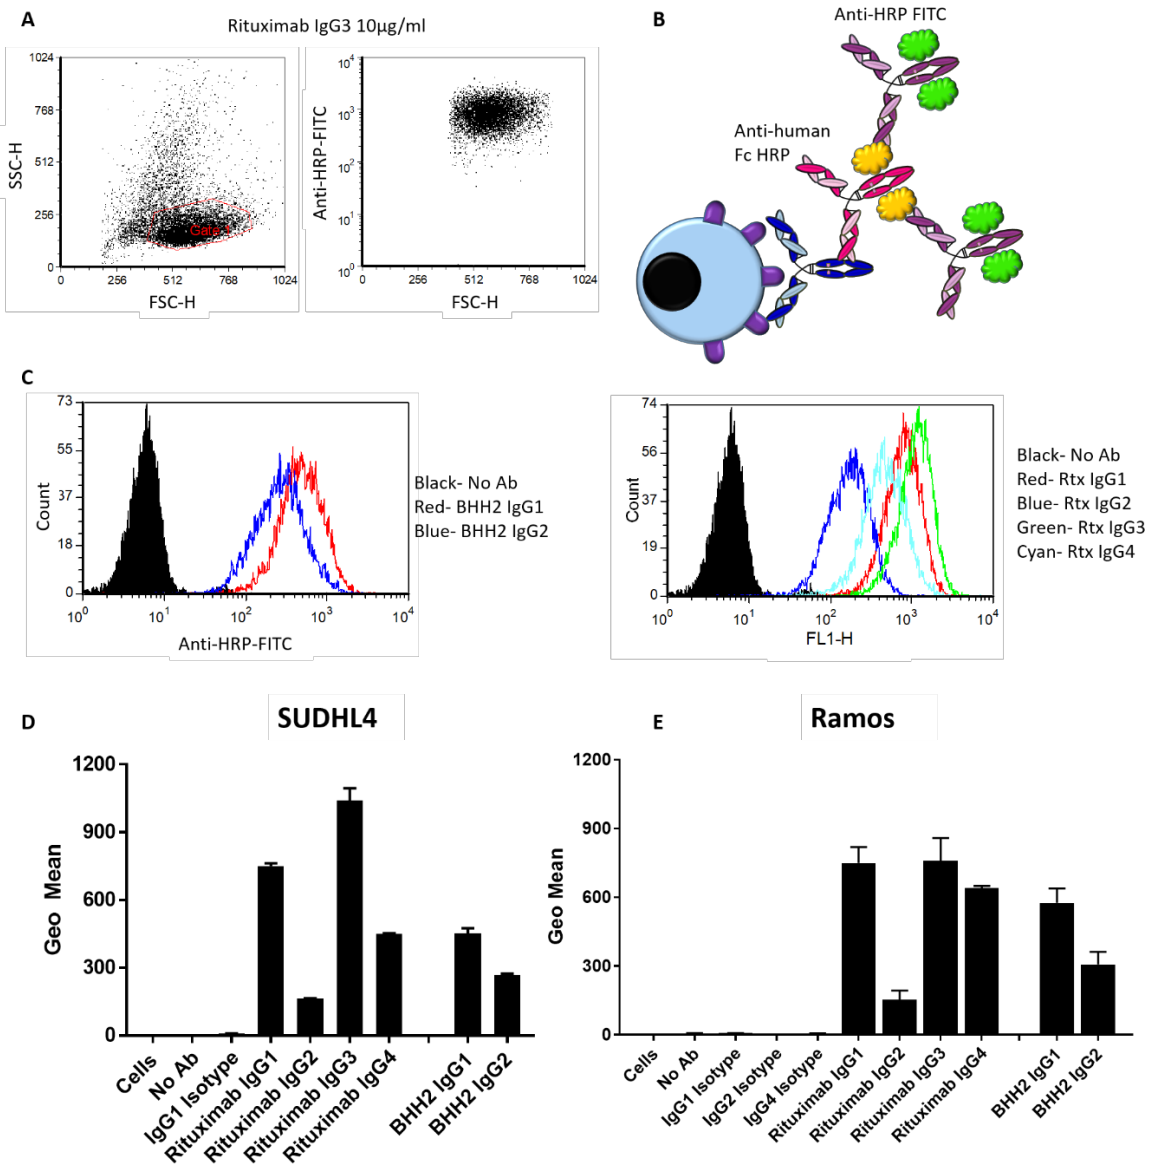 A
Rituximab IgG3 10µg/ml
1024
768
512
256
0
SSC-H
Gate 1
256
512
768
1024
FSC-H
10⁴
10³
10²
10¹
10⁰
Anti-HRP-FITC
0
256
512
768
1024
FSC-H
B
Anti-HRP FITC
Anti-human
Fc HRP
C
73
55
37
18
0
Count
10⁰
10¹
10²
10³
10⁴
Anti-HRP-FITC
Black- No Ab
Red- BHH2 IgG1
Blue- BHH2 IgG2
74
56
37
19
0
Count
10⁰
10¹
10²
10³
10⁴
FL1-H
Black- No Ab
Red- Rtx IgG1
Blue- Rtx IgG2
Green- Rtx IgG3
Cyan- Rtx IgG4
D
SUDHL4
1200
900
600
300
0
Geo Mean
Cells
No Ab
IgG1 Isotype
Rituximab IgG1
Rituximab IgG2
Rituximab IgG3
Rituximab IgG4
BHH2 IgG1
BHH2 IgG2
E
Ramos
1200
900
600
300
0
Geo Mean
Cells
No Ab
IgG1 Isotype
IgG2 Isotype
IgG4 Isotype
Rituximab IgG1
Rituximab IgG2
Rituximab IgG3
Rituximab IgG4
BHH2 IgG1
BHH2 IgG2